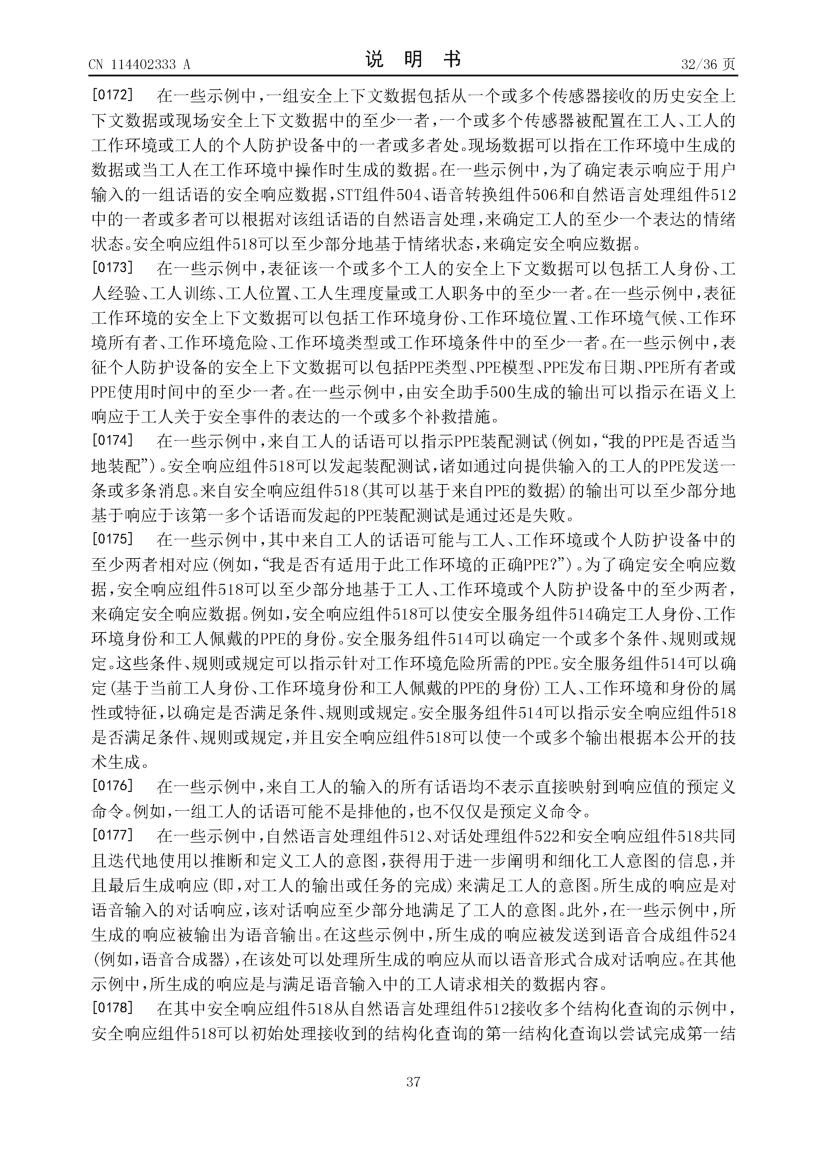 CN 114402333 A
说 明 书
32/36 页
[0172] 在一些示例中,一组安全上下文数据包括从一个或多个传感器接收的历史安全上
下文数据或现场安全上下文数据中的至少一者,一个或多个传感器被配置在工人、工人的
工作环境或工人的个人防护设备中的一者或多者处。现场数据可以指在工作环境中生成的
数据或当工人在工作环境中操作时生成的数据。在一些示例中,为了确定表示响应于用户
输入的一组话语的安全响应数据,STT组件504、语音转换组件506和自然语言处理组件512
中的一者或多者可以根据对该组话语的自然语言处理,来确定工人的至少一个表达的情绪
状态。安全响应组件518可以至少部分地基于情绪状态,来确定安全响应数据。
[0173] 在一些示例中,表征该一个或多个工人的安全上下文数据可以包括工人身份、工
人经验、工人训练、工人位置、工人生理度量或工人职务中的至少一者。在一些示例中,表征
工作环境的安全上下文数据可以包括工作环境身份、工作环境位置、工作环境气候、工作环
境所有者、工作环境危险、工作环境类型或工作环境条件中的至少一者。在一些示例中,表
征个人防护设备的安全上下文数据可以包括PPE类型、PPE模型、PPE发布日期、PPE所有者或
PPE使用时间中的至少一者。在一些示例中,由安全助手500生成的输出可以指示在语义上
响应于工人关于安全事件的表达的一个或多个补救措施。
[0174] 在一些示例中,来自工人的话语可以指示PPE装配测试(例如,“我的PPE是否适当
地装配”)。安全响应组件518可以发起装配测试,诸如通过向提供输入的工人的PPE发送一
条或多条消息。来自安全响应组件518(其可以基于来自PPE的数据)的输出可以至少部分地
基于响应于该第一多个话语而发起的PPE装配测试是通过还是失败。
[0175] 在一些示例中,其中来自工人的话语可能与工人、工作环境或个人防护设备中的
至少两者相对应(例如,“我是否有适用于此工作环境的正确PPE?”)。为了确定安全响应数
据,安全响应组件518可以至少部分地基于工人、工作环境或个人防护设备中的至少两者,
来确定安全响应数据。例如,安全响应组件518可以使安全服务组件514确定工人身份、工作
环境身份和工人佩戴的PPE的身份。安全服务组件514可以确定一个或多个条件、规则或规
定。这些条件、规则或规定可以指示针对工作环境危险所需的PPE。安全服务组件514可以确
定(基于当前工人身份、工作环境身份和工人佩戴的PPE的身份)工人、工作环境和身份的属
性或特征,以确定是否满足条件、规则或规定。安全服务组件514可以指示安全响应组件518
是否满足条件、规则或规定,并且安全响应组件518可以使一个或多个输出根据本公开的技
术生成。
[0176] 在一些示例中,来自工人的输入的所有话语均不表示直接映射到响应值的预定义
命令。例如,一组工人的话语可能不是排他的,也不仅仅是预定义命令。
[0177] 在一些示例中,自然语言处理组件512、对话处理组件522和安全响应组件518共同
且迭代地使用以推断和定义工人的意图,获得用于进一步阐明和细化工人意图的信息,并
且最后生成响应(即,对工人的输出或任务的完成)来满足工人的意图。所生成的响应是对
语音输入的对话响应,该对话响应至少部分地满足了工人的意图。此外,在一些示例中,所
生成的响应被输出为语音输出。在这些示例中,所生成的响应被发送到语音合成组件524
(例如,语音合成器),在该处可以处理所生成的响应从而以语音形式合成对话响应。在其他
示例中,所生成的响应是与满足语音输入中的工人请求相关的数据内容。
[0178] 在其中安全响应组件518从自然语言处理组件512接收多个结构化查询的示例中,
安全响应组件518可以初始处理接收到的结构化查询的第一结构化查询以尝试完成第一结
37